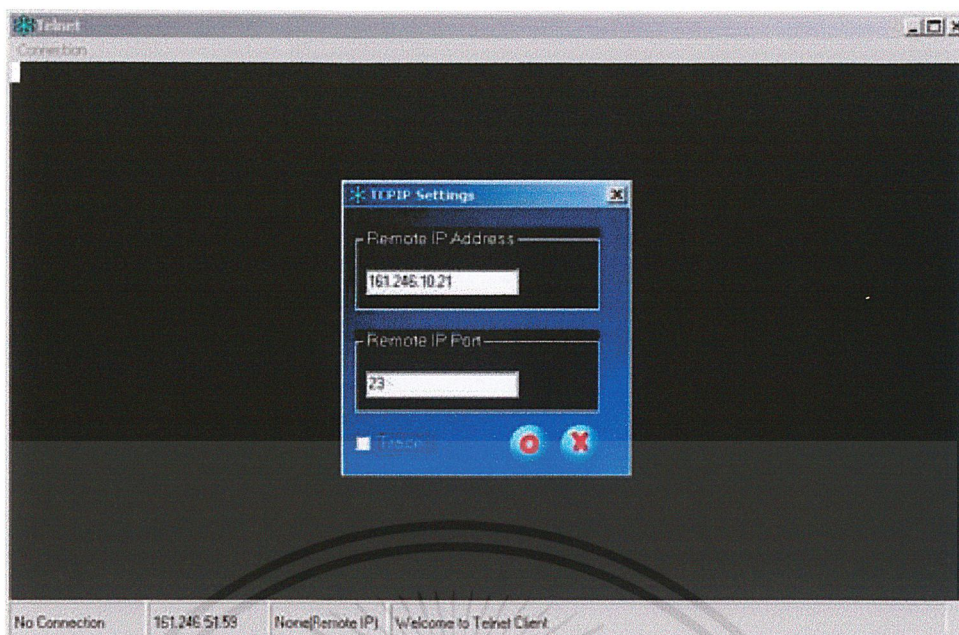 Telnet
Connection
TCPIP Settings
Remote IP Address
161.246.10.21
Remote IP Port
23
Trace
No Connection
161.246.51.59
None(Remote IP)
Welcome to Telnet Client